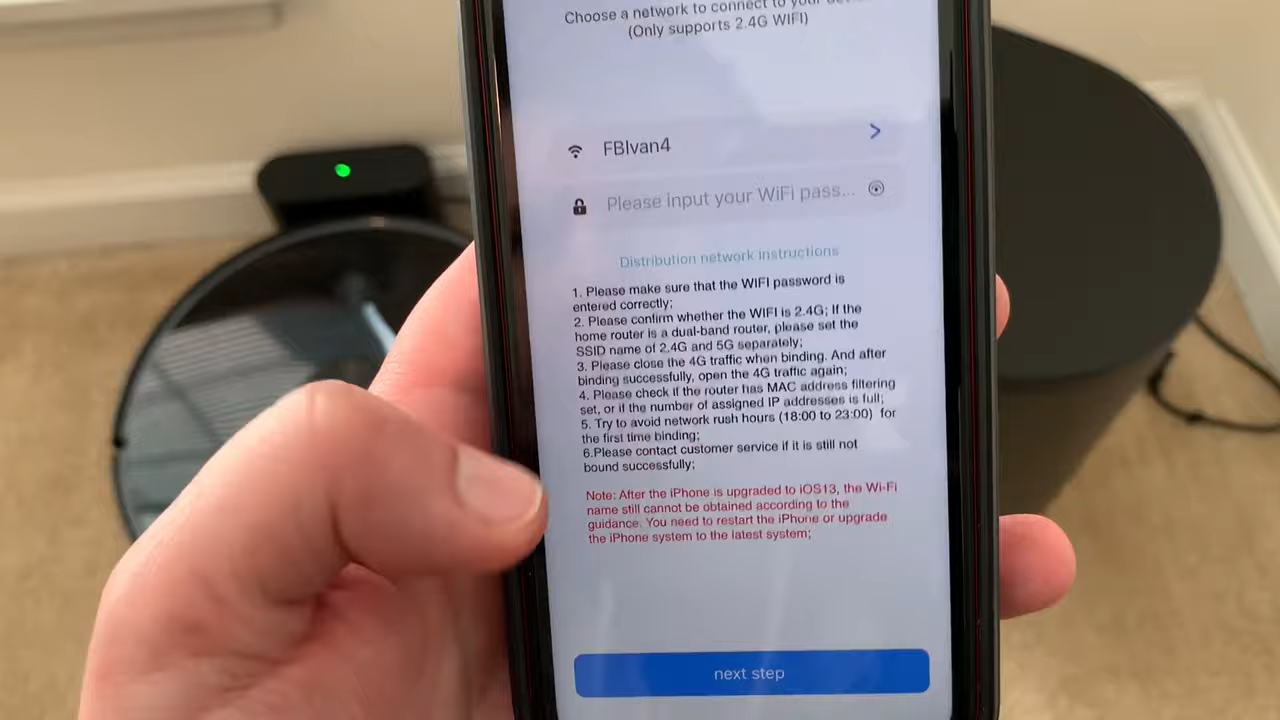 Choose a network to connect to your
(Only supports 2.4G WIFI)
FBIvan4
Please input your WiFi pass...
Distribution network instructions
1. Please make sure that the WIFI password is
entered correctly;
2. Please confirm whether the WIFI is 2.4G; If the
home router is a dual-band router, please set the
SSID name of 2.4G and 5G separately;
3. Please close the 4G traffic when binding. And after
binding successfully, open the 4G traffic again;
4. Please check if the router has MAC address filtering
set, or if the number of assigned IP addresses is full;
5. Try to avoid network rush hours (18:00 to 23:00) for
the first time binding;
6.Please contact customer service if it is still not
bound successfully;
Note: After the iPhone is upgraded to iOS13, the Wi-Fi
name still cannot be obtained according to the
guidance. You need to restart the iPhone or upgrade
the iPhone system to the latest system;
next step